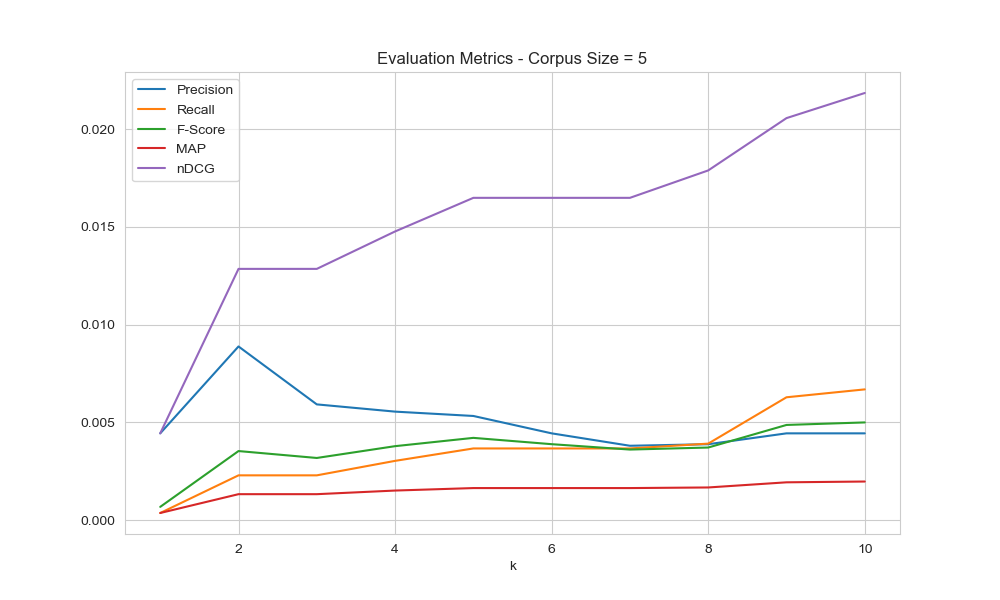 Evaluation Metrics - Corpus Size = 5
Precision
Recall
F-Score
MAP
nDCG
0.020
0.015
0.010
0.005
0.000
2 4 6 8 10
k